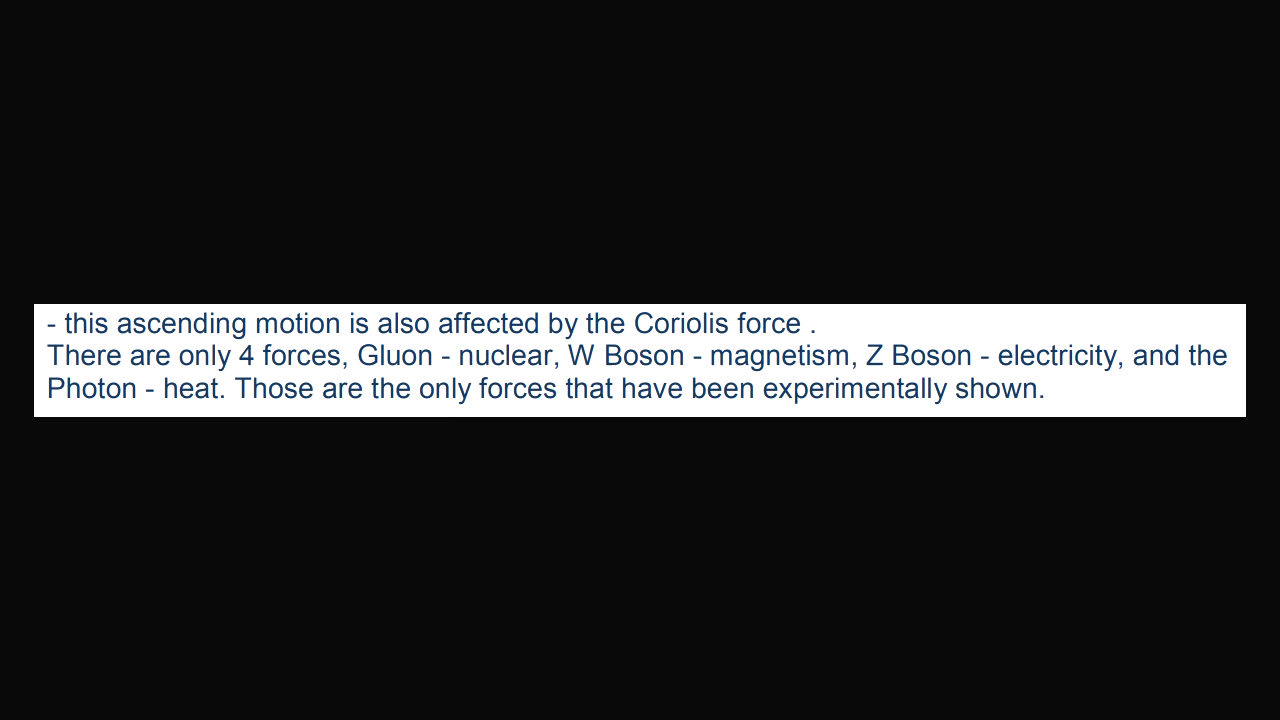 - this ascending motion is also affected by the Coriolis force .
There are only 4 forces, Gluon - nuclear, W Boson - magnetism, Z Boson - electricity, and the
Photon - heat. Those are the only forces that have been experimentally shown.